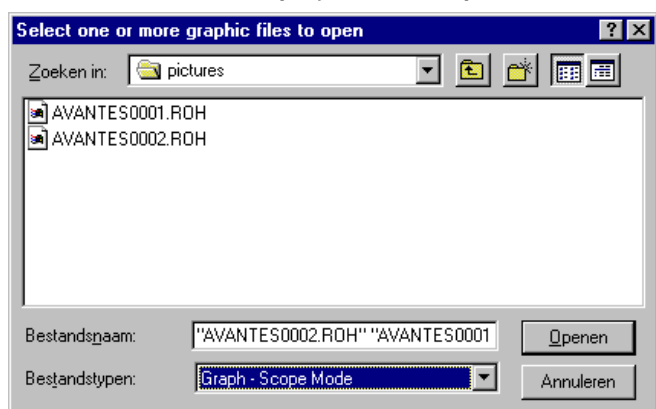 Select one or more graphic files to open
Zoeken in: pictures
AVANTES0001.ROH
AVANTES0002.ROH
Bestandsnaam: "AVANTES0002.ROH" "AVANTES0001 Openen
Bestandstypen: Graph - Scope Mode Annuleren